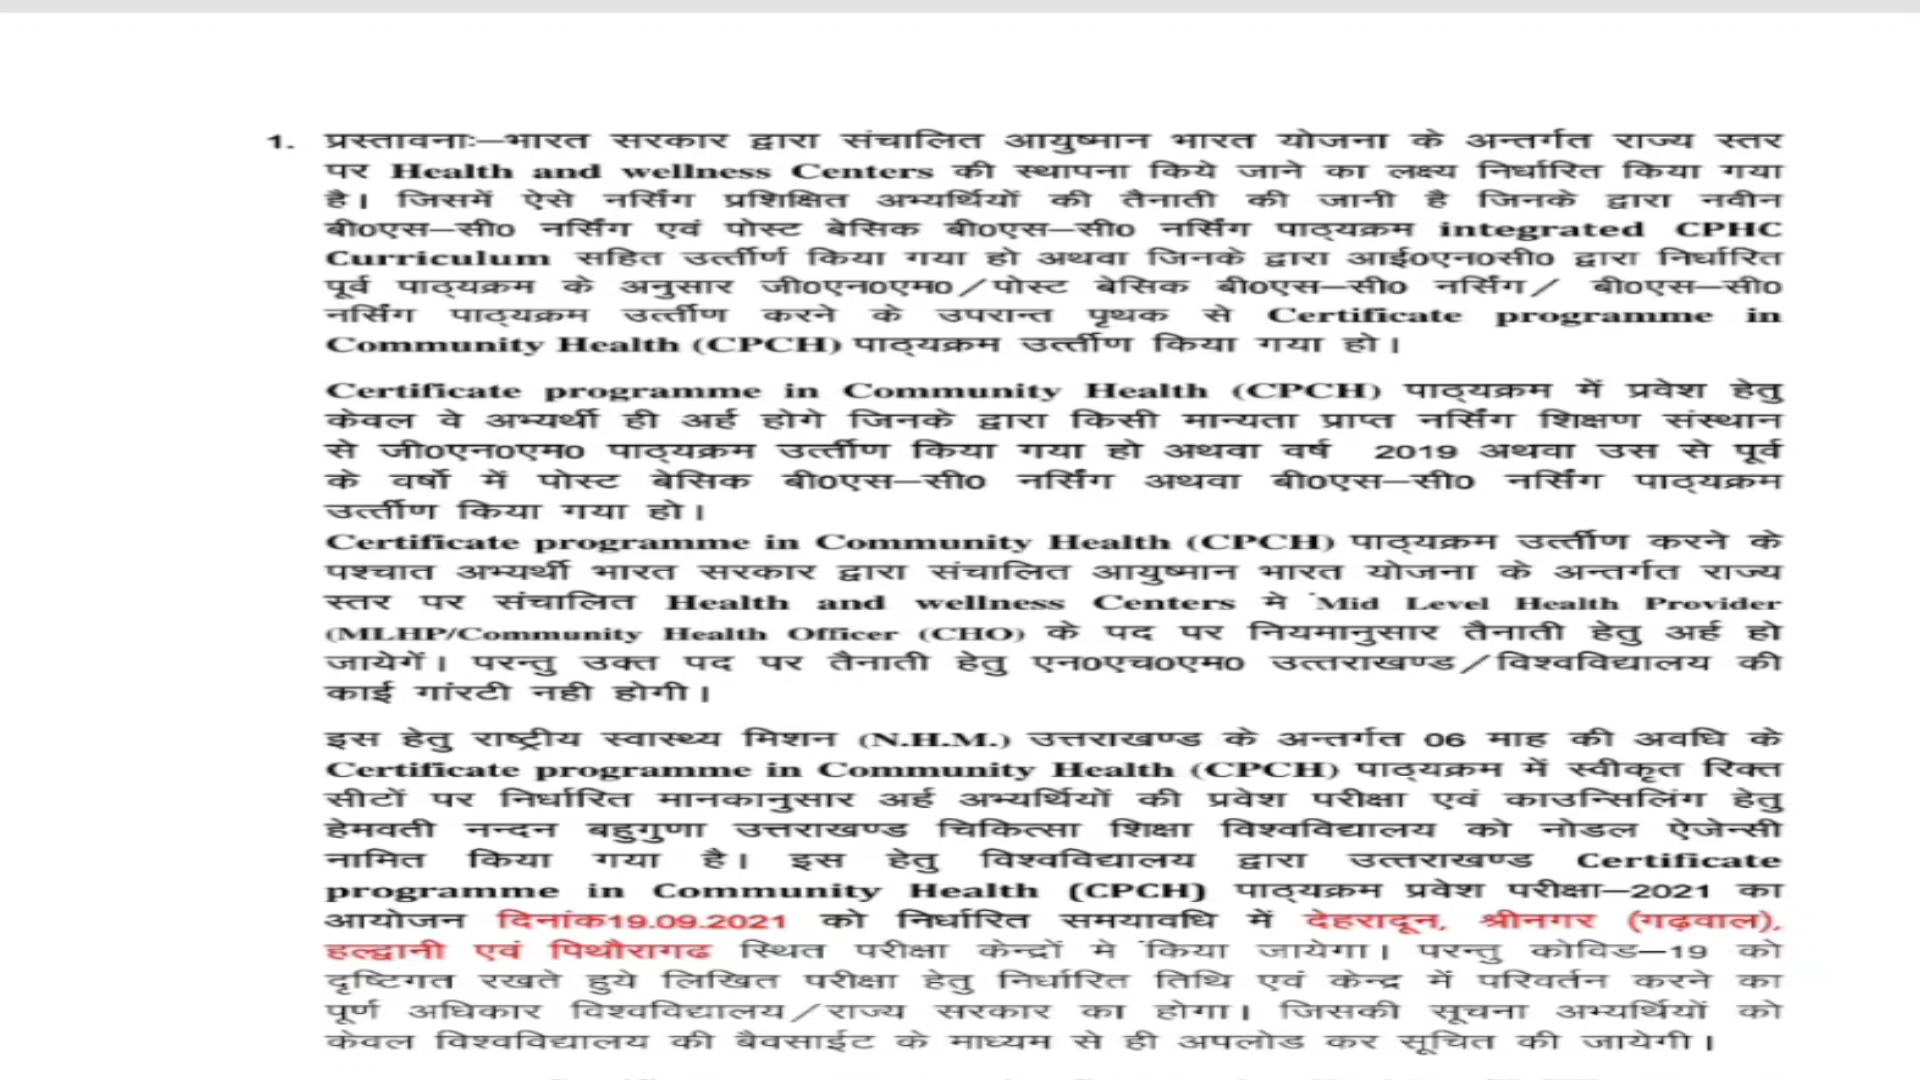 1. प्रस्तावनाः–भारत सरकार द्वारा संचालित आयुष्मान भारत योजना के अन्तर्गत राज्य स्तर
पर Health and wellness Centers की स्थापना किये जाने का लक्ष्य निर्धारित किया गया
है। जिसमें ऐसे नर्सिंग प्रशिक्षित अभ्यर्थियों की तैनाती की जानी है जिनके द्वारा नवीन
बी0एस–सी0 नर्सिंग एवं पोस्ट बेसिक बी0एस–सी0 नर्सिंग पाठ्यक्रम integrated CPHC
Curriculum सहित उर्त्तीर्ण किया गया हो अथवा जिनके द्वारा आई0एन0सी0 द्वारा निर्धारित
पूर्व पाठ्यक्रम के अनुसार जी0एन0एम0/पोस्ट बेसिक बी0एस–सी0 नर्सिंग/ बी0एस–सी0
नर्सिंग पाठ्यक्रम उर्त्तीण करने के उपरान्त पृथक से Certificate programme in
Community Health (CPCH) पाठ्यक्रम उर्त्तीण किया गया हो।
Certificate programme in Community Health (CPCH) पाठ्यक्रम में प्रवेश हेतु
केवल वे अभ्यर्थी ही अर्ह होगे जिनके द्वारा किसी मान्यता प्राप्त नर्सिंग शिक्षण संस्थान
से जी0एन0एम0 पाठ्यक्रम उर्त्तीण किया गया हो अथवा वर्ष 2019 अथवा उस से पूर्व
के वर्षो में पोस्ट बेसिक बी0एस–सी0 नर्सिंग अथवा बी0एस–सी0 नर्सिंग पाठ्यक्रम
उर्त्तीण किया गया हो।
Certificate programme in Community Health (CPCH) पाठ्यक्रम उर्त्तीण करने के
पश्चात अभ्यर्थी भारत सरकार द्वारा संचालित आयुष्मान भारत योजना के अन्तर्गत राज्य
स्तर पर संचालित Health and wellness Centers मे ֹMid Level Health Provider
(MLHP/Community Health Officer (CHO) के पद पर नियमानुसार तैनाती हेतु अर्ह हो
जायेगें। परन्तु उक्त पद पर तैनाती हेतु एन0एच0एम0 उत्तराखण्ड/विश्वविद्यालय की
काई गांरटी नही होगी।
इस हेतु राष्ट्रीय स्वास्थ्य मिशन (N.H.M.) उत्तराखण्ड के अन्तर्गत 06 माह की अवधि के
Certificate programme in Community Health (CPCH) पाठ्यक्रम में स्वीकृत रिक्त
सीटों पर निर्धारित मानकानुसार अर्ह अभ्यर्थियों की प्रवेश परीक्षा एवं काउन्सिलिंग हेतु
हेमवती नन्दन बहुगुणा उत्तराखण्ड चिकित्सा शिक्षा विश्वविद्यालय को नोडल ऐजेन्सी
नामित किया गया है। इस हेतु विश्वविद्यालय द्वारा उत्तराखण्ड Certificate
programme in Community Health (CPCH) पाठ्यक्रम प्रवेश परीक्षा–2021 का
आयोजन दिनांक19.09.2021 को निर्धारित समयावधि में देहरादून, श्रीनगर (गढ़वाल),
हल्द्वानी एवं पिथौरागढ स्थित परीक्षा केन्द्रों मे किया जायेगा। परन्तु कोविड–19 को
दृष्टिगत रखते हुये लिखित परीक्षा हेतु निर्धारित तिथि एवं केन्द्र में परिवर्तन करने का
पूर्ण अधिकार विश्वविद्यालय/राज्य सरकार का होगा। जिसकी सूचना अभ्यर्थियों को
केवल विश्वविद्यालय की बैवसाईट के माध्यम से ही अपलोड कर सूचित की जायेगी।